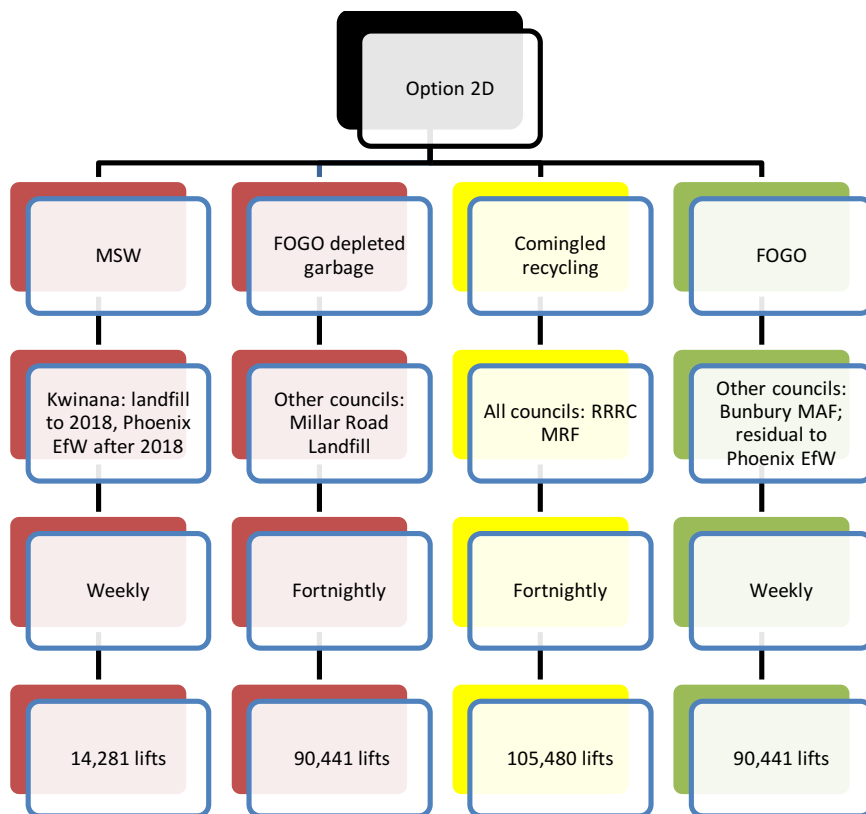 Option 2D
MSW
FOGO depleted
garbage
Comingled
recycling
FOGO
Kwinana: landfill
to 2018, Phoenix
EfW after 2018
Other councils:
Millar Road
Landfill
All councils: RRRC
MRF
Other councils:
Bunbury MAF;
residual to
Phoenix EfW
Weekly
Fortnightly
Fortnightly
Weekly
14,281 lifts
90,441 lifts
105,480 lifts
90,441 lifts